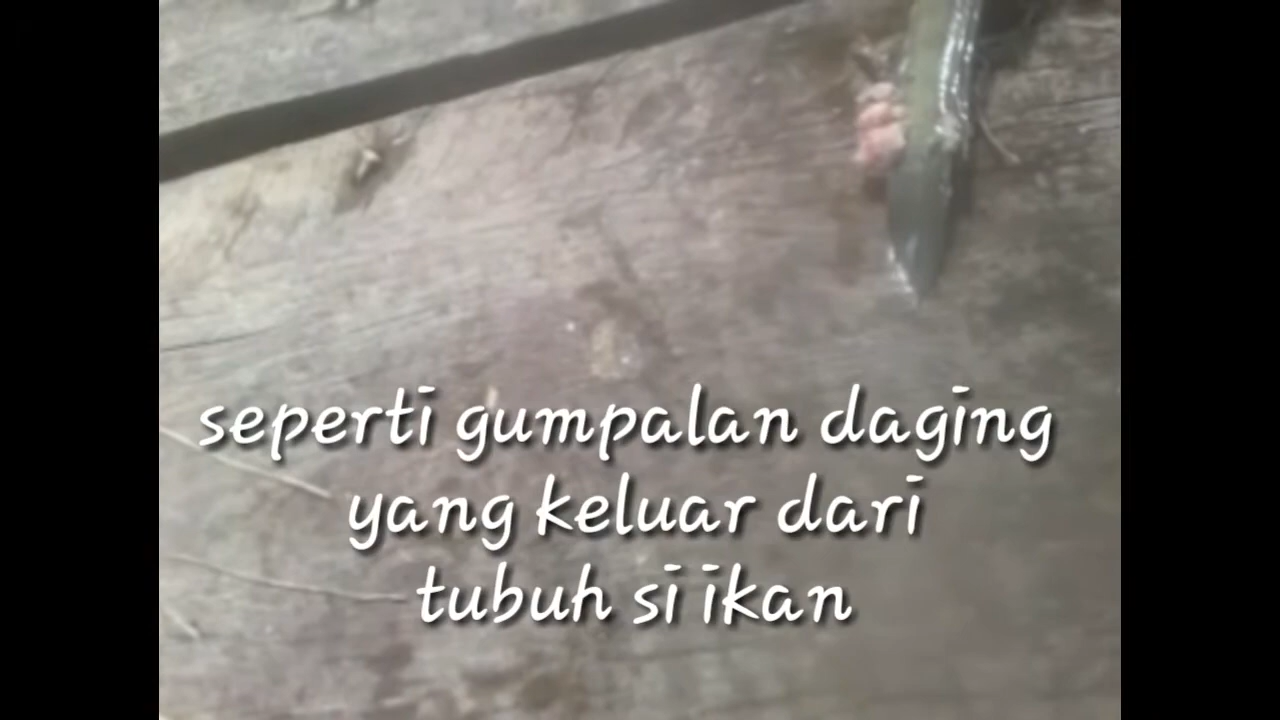 seperti gumpalan daging
yang keluar dari
tubuh si ikan